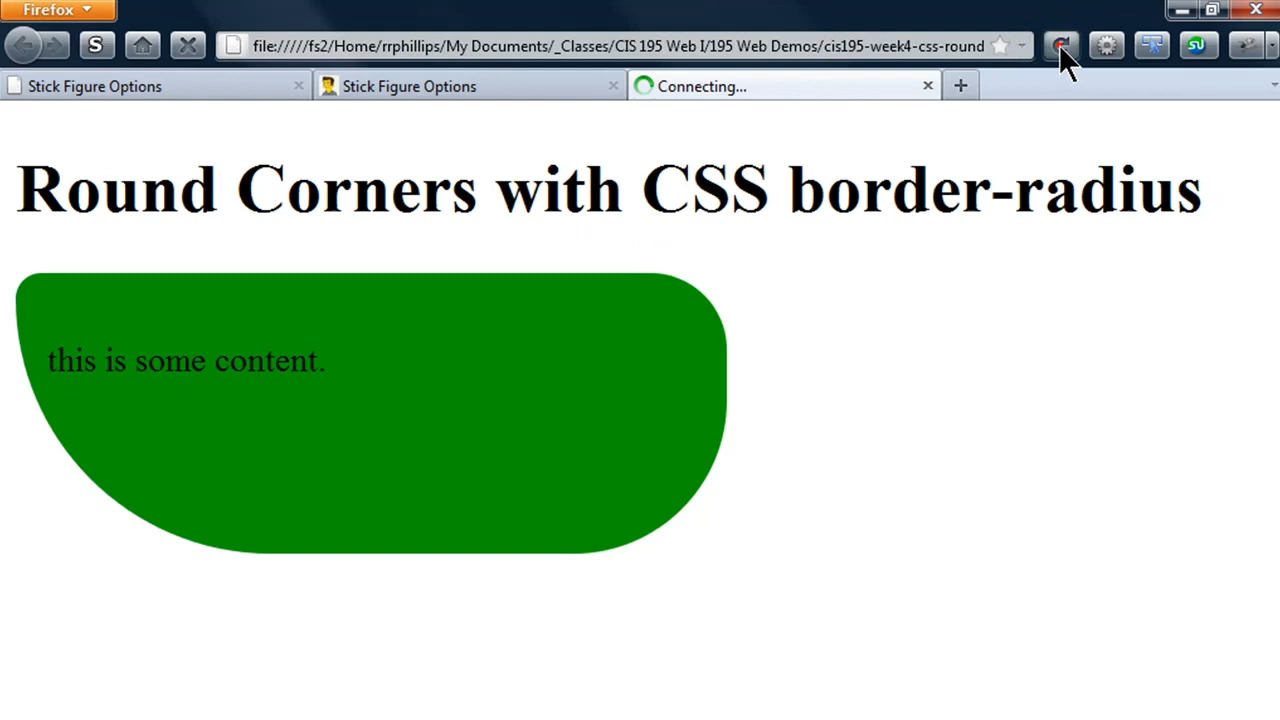 Firefox
S
file://///fs2/Home/rrphillips/My Documents/_Classes/CIS 195 Web I/195 Web Demos/cis195-week4-css-round
Stick Figure Options
Stick Figure Options
Connecting...
Round Corners with CSS border-radius
this is some content.